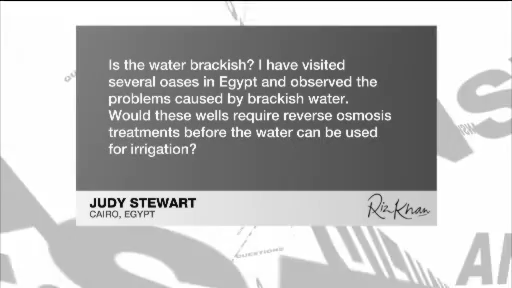 Is the water brackish? I have visited
several oases in Egypt and observed the
problems caused by brackish water.
Would these wells require reverse osmosis
treatments before the water can be used
for irrigation?
JUDY STEWART
CAIRO, EGYPT
Riz Khan
QUESTIONS